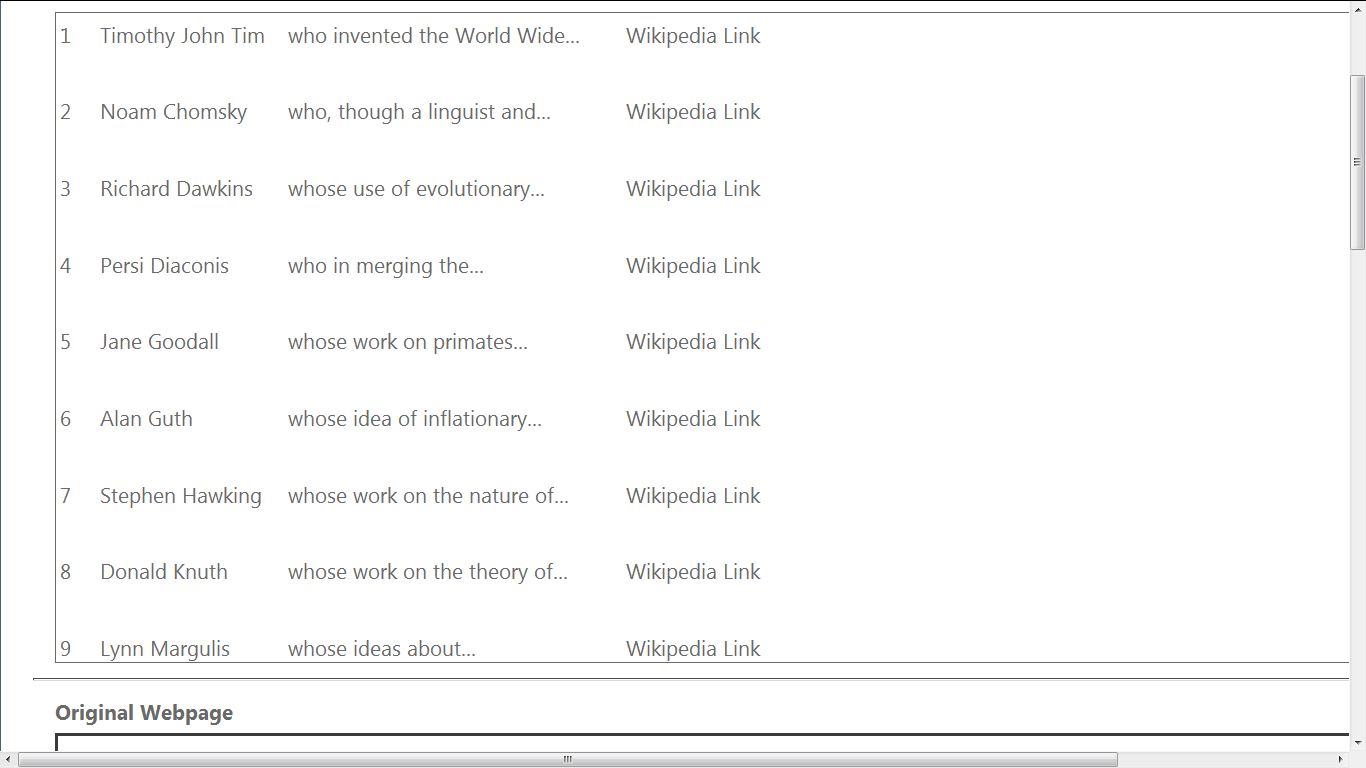 1 Timothy John Tim who invented the World Wide... Wikipedia Link
2 Noam Chomsky who, though a linguist and... Wikipedia Link
3 Richard Dawkins whose use of evolutionary... Wikipedia Link
4 Persi Diaconis who in merging the... Wikipedia Link
5 Jane Goodall whose work on primates... Wikipedia Link
6 Alan Guth whose idea of inflationary... Wikipedia Link
7 Stephen Hawking whose work on the nature of... Wikipedia Link
8 Donald Knuth whose work on the theory of... Wikipedia Link
9 Lynn Margulis whose ideas about... Wikipedia Link
Original Webpage